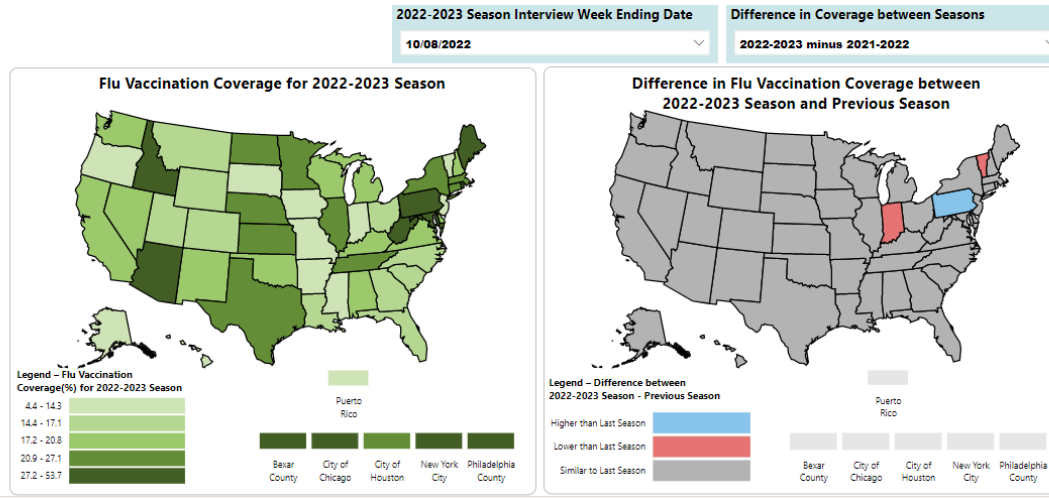 2022-2023 Season Interview Week Ending Date
10/08/2022
Difference in Coverage between Seasons
2022-2023 minus 2021-2022
Flu Vaccination Coverage for 2022-2023 Season
Legend – Flu Vaccination
Coverage(%) for 2022-2023 Season
4.4 - 14.3
14.4 - 17.1
17.2 - 20.8
20.9 - 27.1
27.2 - 53.7
Puerto
Rico
Bexar
County
City of
Chicago
City of
Houston
New York
City
Philadelphia
County
Difference in Flu Vaccination Coverage between
2022-2023 Season and Previous Season
Legend – Difference between
2022-2023 Season - Previous Season
Higher than Last Season
Lower than Last Season
Similar to Last Season
Puerto
Rico
Bexar
County
City of
Chicago
City of
Houston
New York
City
Philadelphia
County